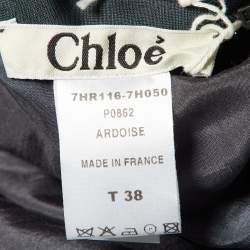 Chloé
7HR116-7H050
P0862
ARDOISE
MADE IN FRANCE
T 38